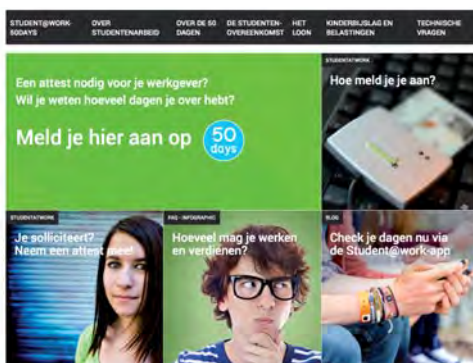 STUDENT@WORK-
50DAYS
OVER
STUDENTENARBEID
OVER DE 50
DAGEN
DE STUDENTEN-
OVEREENKOMST
HET
LOON
KINDERBIJSLAG EN
BELASTINGEN
TECHNISCHE
VRAGEN
Een attest nodig voor je werkgever?
Wil je weten hoeveel dagen je over hebt?
Meld je hier aan op
50
days
STUDENTATWORK
Hoe meld je je aan?
STUDENTATWORK
Je solliciteert?
Neem een attest mee!
FAQ - INFOGRAPHIC
Hoeveel mag je werken
en verdienen?
BLOG
Check je dagen nu via
de Student@work-app